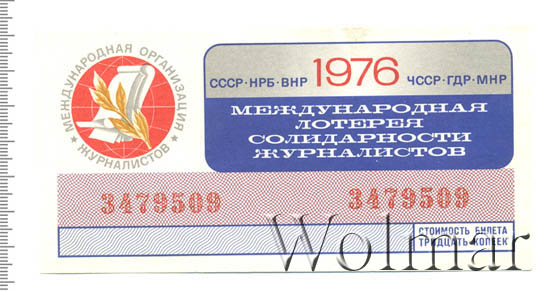 МЕЖДУНАРОДНАЯ ОРГАНИЗАЦИЯ
ЖУРНАЛИСТОВ
СССР·НРБ·ВНР 1976 ЧССР·ГДР·МНР
МЕЖДУНАРОДНАЯ
ЛОТЕРЕЯ
СОЛИДАРНОСТИ
ЖУРНАЛИСТОВ
3479509 3479509
СТОИМОСТЬ БИЛЕТА
ТРИДЦАТЬ КОПЕЕК
Wolmar